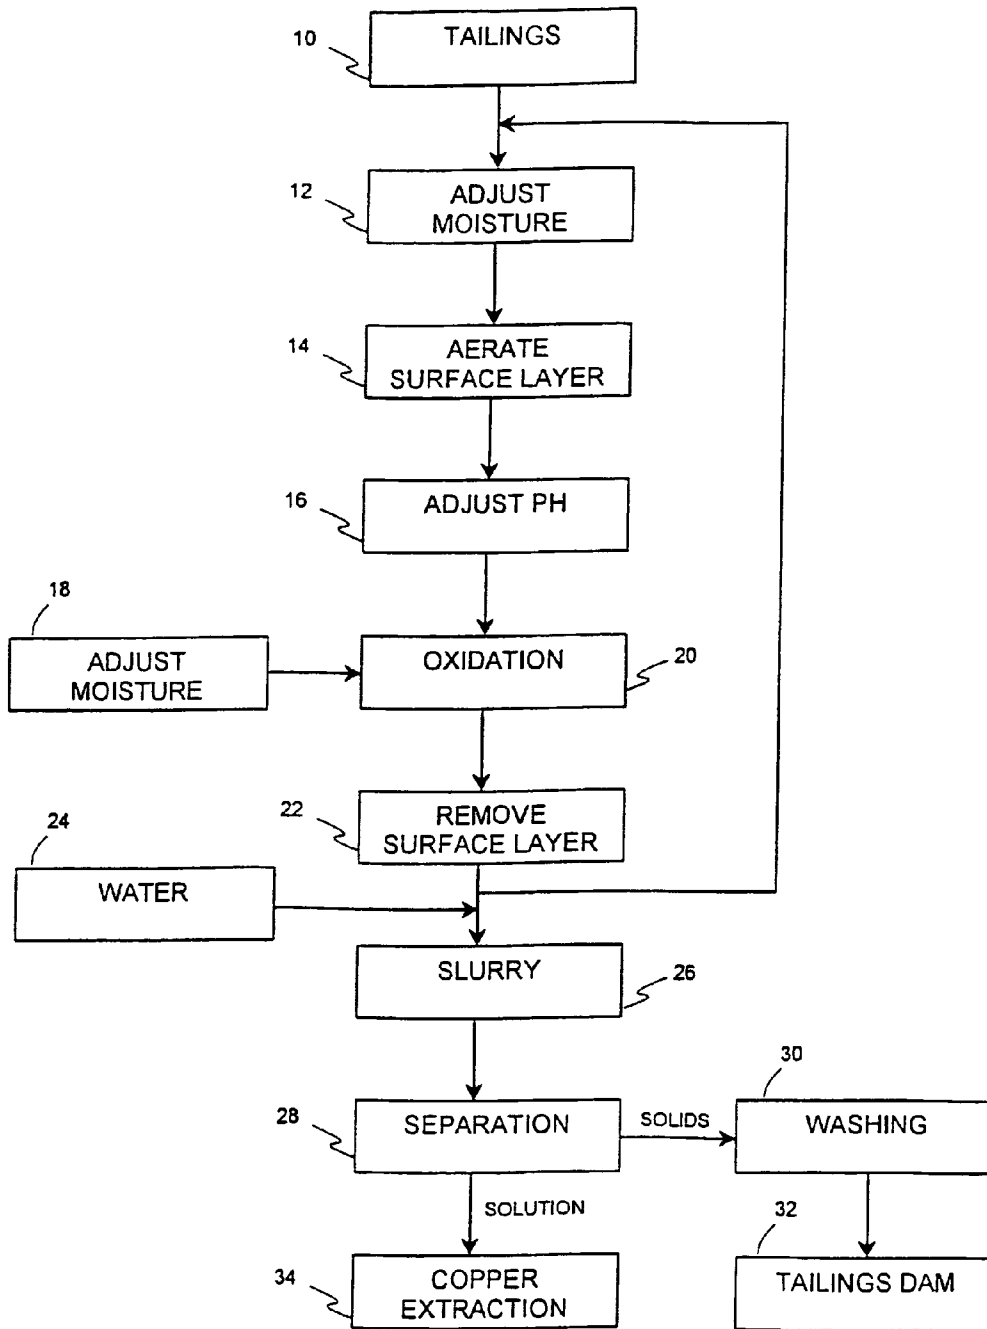 TAILINGS
10
ADJUST
MOISTURE
12
AERATE
SURFACE LAYER
14
ADJUST PH
16
18
ADJUST
MOISTURE
OXIDATION
20
REMOVE
SURFACE LAYER
22
24
WATER
SLURRY
26
SEPARATION
28
SOLIDS
30
WASHING
SOLUTION
32
TAILINGS DAM
COPPER
EXTRACTION
34